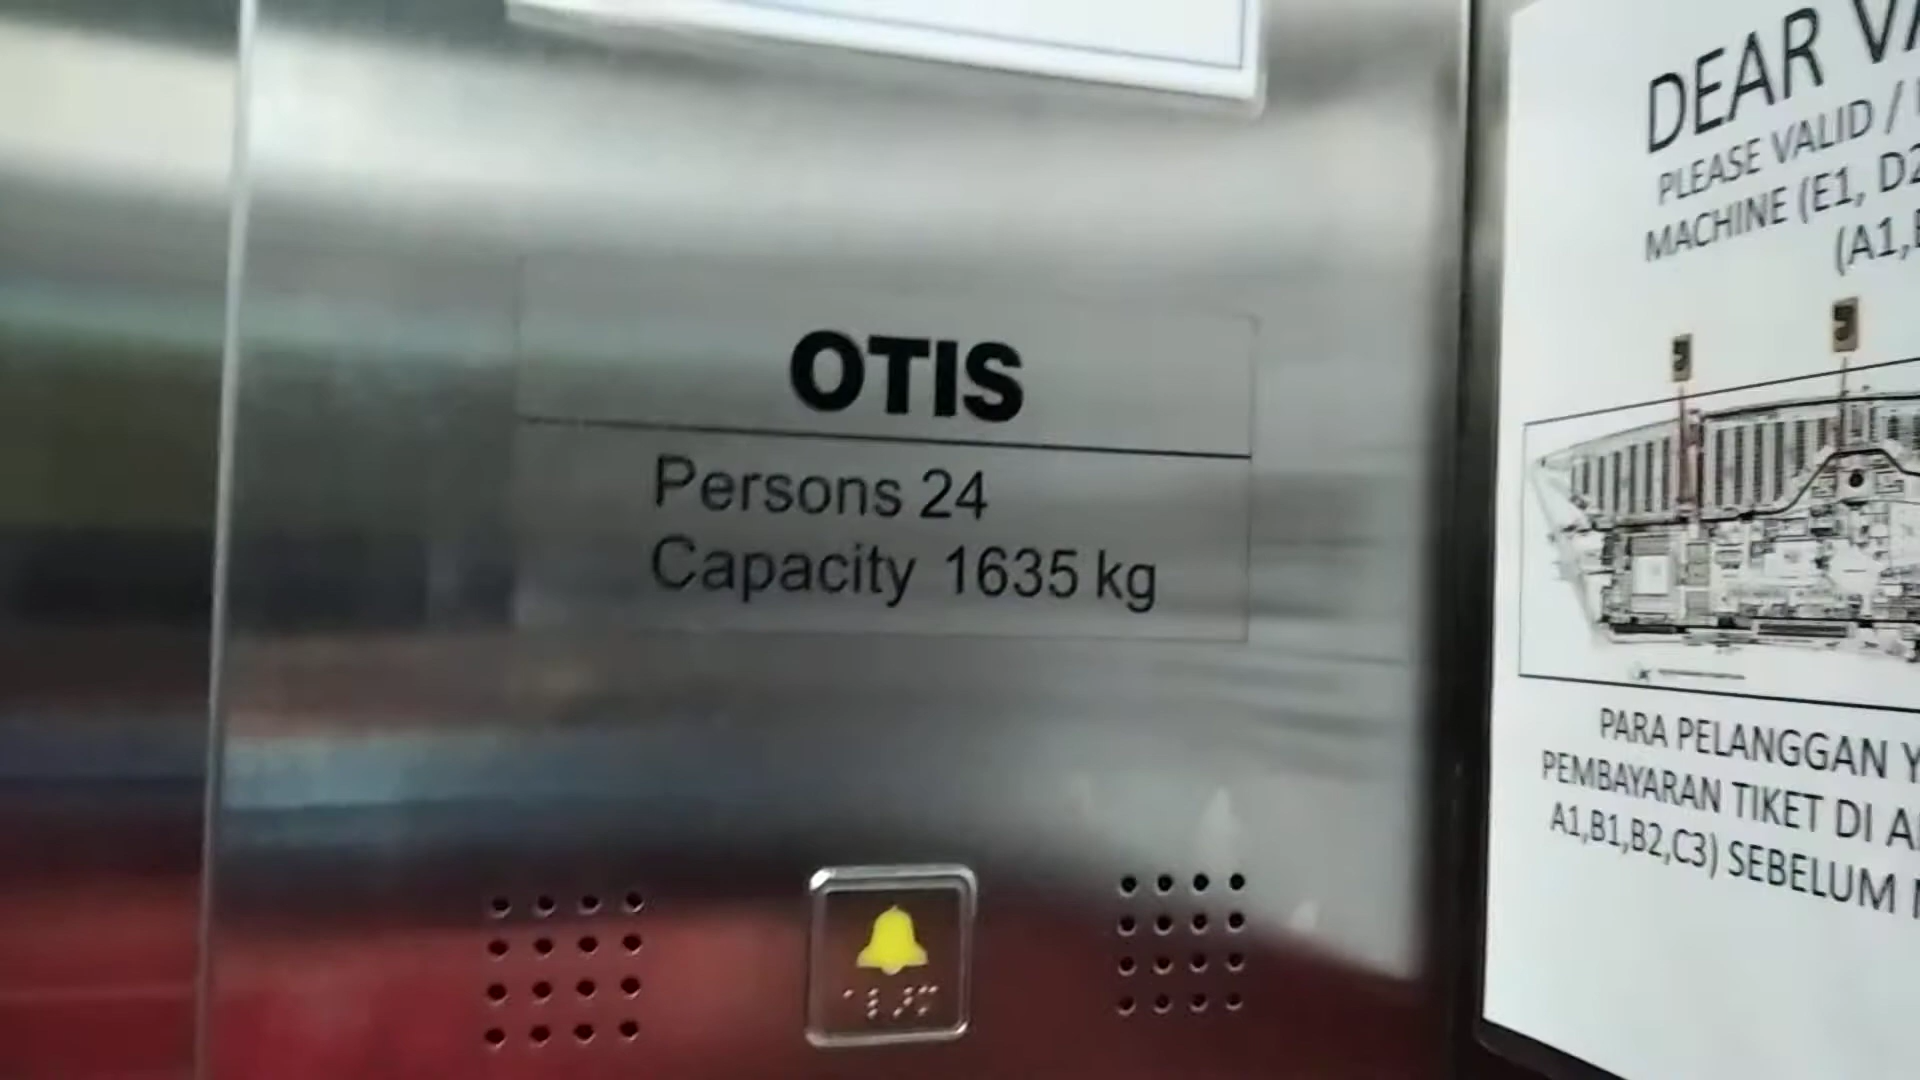 OTIS
Persons 24
Capacity 1635 kg
DEAR
PLEASE VALID /
MACHINE (E1,
(A1,
PARA PELANGGAN
PEMBAYARAN TIKET DI
A1,B1,B2,C3) SEBELUM